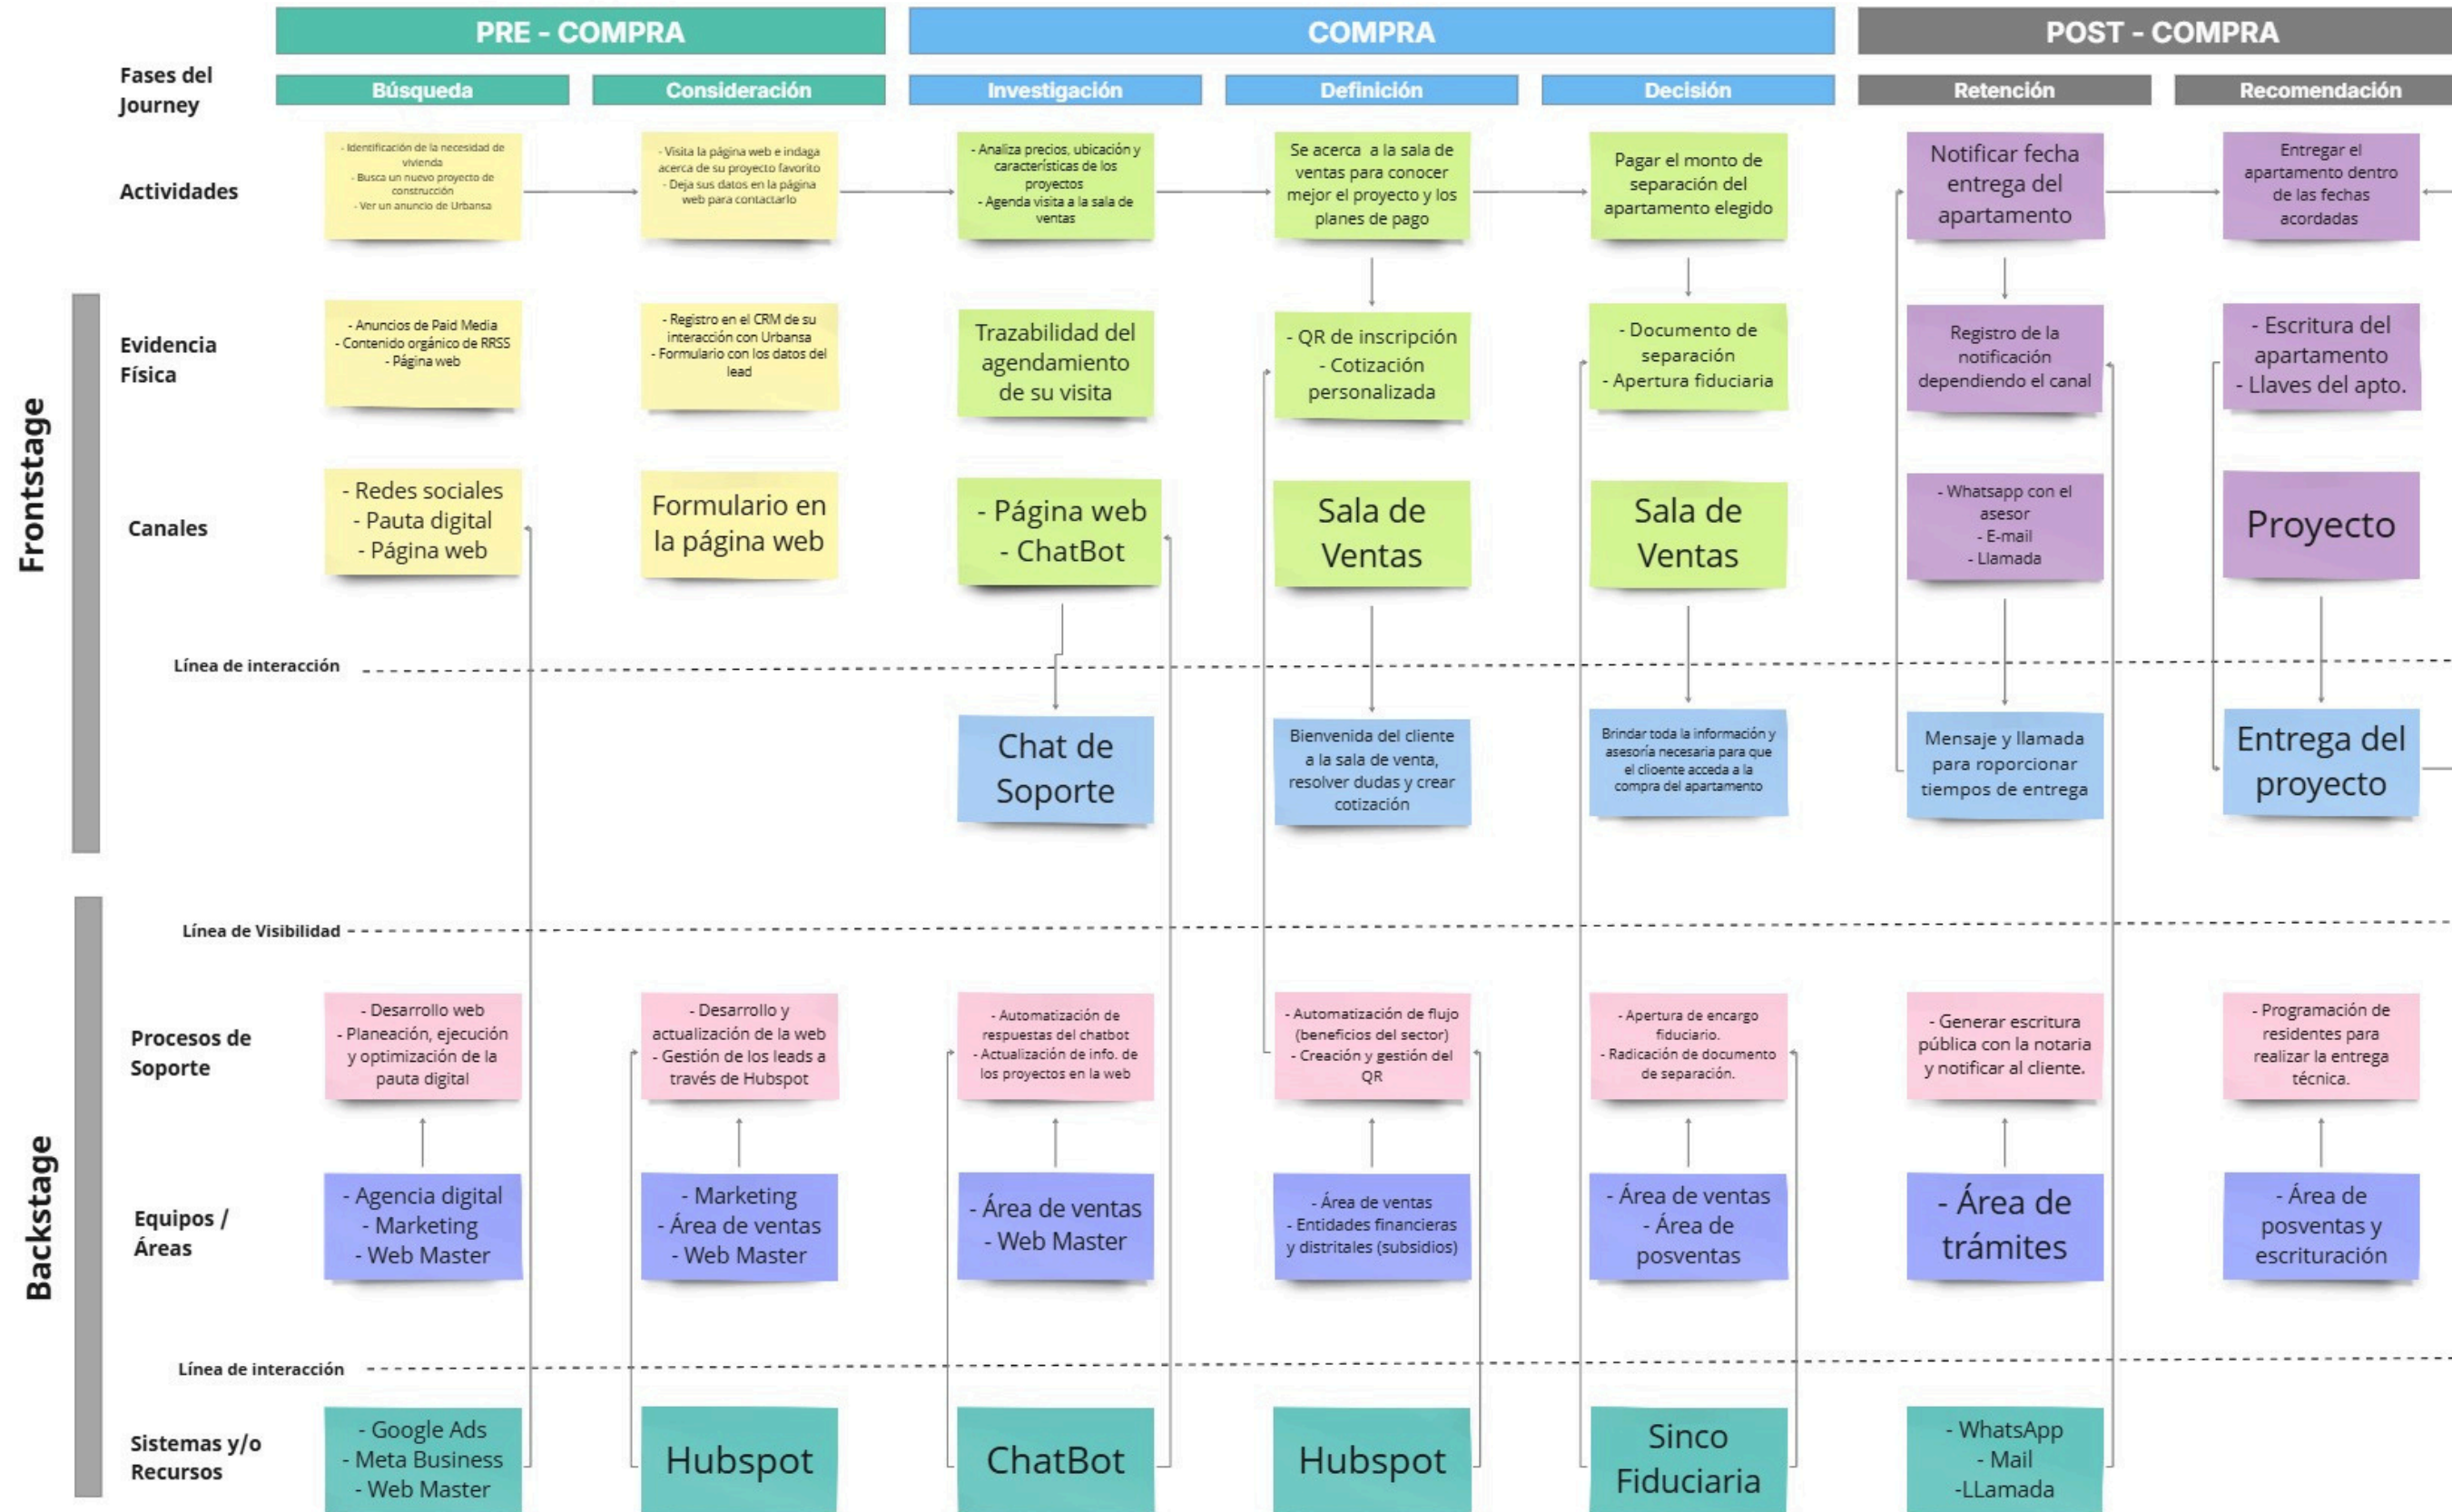 PRE - COMPRA
COMPRA
POST - COMPRA
Fases del
Journey
Búsqueda
Consideración
Investigación
Definición
Decisión
Retención
Recomendación
Actividades
- Identificación de la necesidad de
vivienda
- Busca un nuevo proyecto de
construcción
- Ver un anuncio de Urbansa
- Visita la página web e indaga
acerca de su proyecto favorito
- Deja sus datos en la página
web para contactarlo
- Analiza precios, ubicación y
características de los
proyectos
- Agenda visita a la sala de
ventas
Se acerca a la sala de
ventas para conocer
mejor el proyecto y los
planes de pago
Pagar el monto de
separación del
apartamento elegido
Notificar fecha
entrega del
apartamento
Entregar el
apartamento dentro
de las fechas
acordadas
Frontstage
Evidencia
Física
- Anuncios de Paid Media
- Contenido orgánico de RRSS
- Página web
- Registro en el CRM de su
interacción con Urbansa
- Formulario con los datos del
lead
Trazabilidad del
agendamiento
de su visita
- QR de inscripción
- Cotización
personalizada
- Documento de
separación
- Apertura fiduciaria
Registro de la
notificación
dependiendo el canal
- Escritura del
apartamento
- Llaves del apto.
Canales
- Redes sociales
- Pauta digital
- Página web
Formulario en
la página web
- Página web
- ChatBot
Sala de
Ventas
Sala de
Ventas
- Whatsapp con el
asesor
- E-mail
- Llamada
Proyecto
Línea de interacción
Chat de
Soporte
Bienvenida del cliente
a la sala de venta,
resolver dudas y crear
cotización
Brindar toda la información y
asesoría necesaria para que
el clioente acceda a la
compra del apartamento
Mensaje y llamada
para roporcionar
tiempos de entrega
Entrega del
proyecto
Línea de Visibilidad
Backstage
Procesos de
Soporte
- Desarrollo web
- Planeación, ejecución
y optimización de la
pauta digital
- Desarrollo y
actualización de la web
- Gestión de los leads a
través de Hubspot
- Automatización de
respuestas del chatbot
- Actualización de info. de
los proyectos en la web
- Automatización de flujo
(beneficios del sector)
- Creación y gestión del
QR
- Apertura de encargo
fiduciario.
- Radicación de documento
de separación.
- Generar escritura
pública con la notaria
y notificar al cliente.
- Programación de
residentes para
realizar la entrega
técnica.
Equipos /
Áreas
- Agencia digital
- Marketing
- Web Master
- Marketing
- Área de ventas
- Web Master
- Área de ventas
- Web Master
- Área de ventas
- Entidades financieras
y distritales (subsidios)
- Área de ventas
- Área de
posventas
- Área de
trámites
- Área de
posventas y
escrituración
Línea de interacción
Sistemas y/o
Recursos
- Google Ads
- Meta Business
- Web Master
Hubspot
ChatBot
Hubspot
Sinco
Fiduciaria
- WhatsApp
- Mail
-LLamada